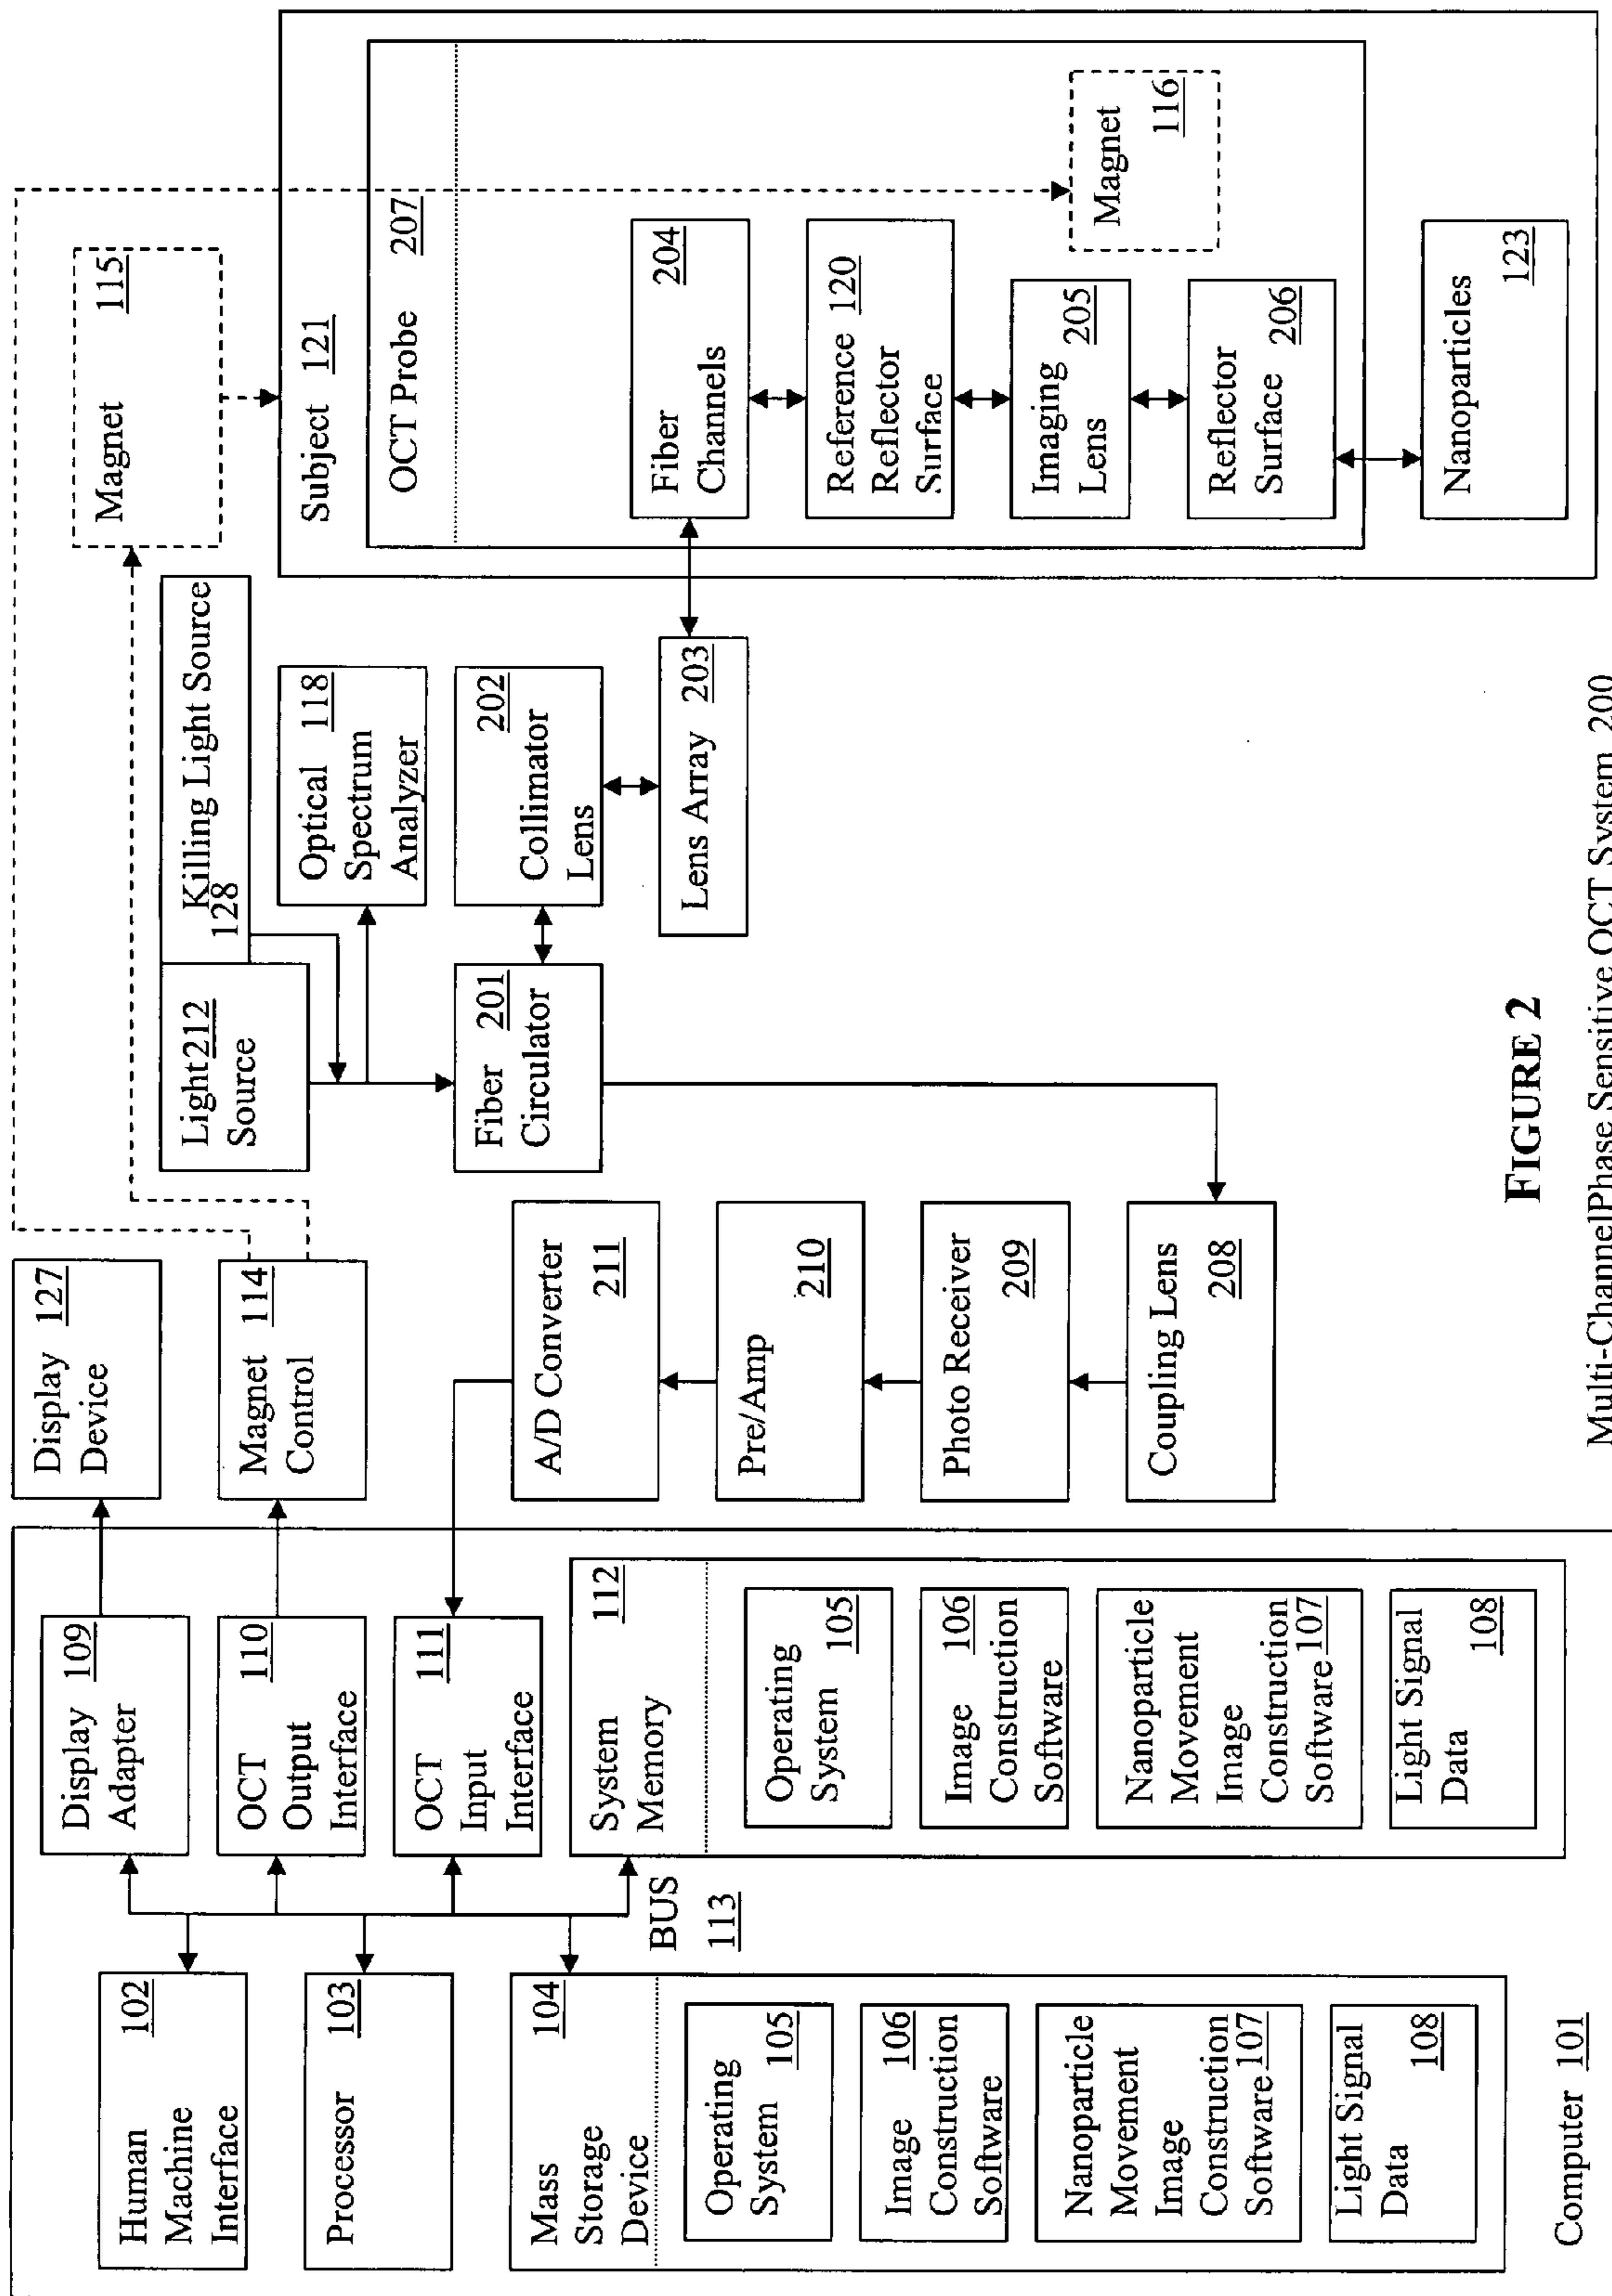 Human 102
Machine
Interface
Processor 103
Mass 104
Storage
Device
Operating
System 105
Image 106
Construction
Software
Nanoparticle
Movement
Image
Construction
Software 107
Light Signal
Data 108
Computer 101
BUS
113
Display 109
Adapter
OCT 110
Output
Interface
OCT 111
Input
Interface
System 112
Memory
Operating
System 105
Image 106
Construction
Software
Nanoparticle
Movement
Image
Construction
Software 107
Light Signal
Data 108
Display 127
Device
Magnet 114
Control
A/D Converter
211
Pre/Amp
210
Photo Receiver
209
Coupling Lens
208
Light 212
Source
Killing Light Source
128
Fiber 201
Circulator
Optical 118
Spectrum
Analyzer
202
Collimator
Lens
Lens Array 203
Magnet 115
Subject 121
OCT Probe 207
Fiber 204
Channels
Reference 120
Reflector
Surface
Imaging
Lens 205
Reflector
Surface 206
Magnet
116
Nanoparticles
123
FIGURE 2
Multi-ChannelPhase Sensitive OCT System 200